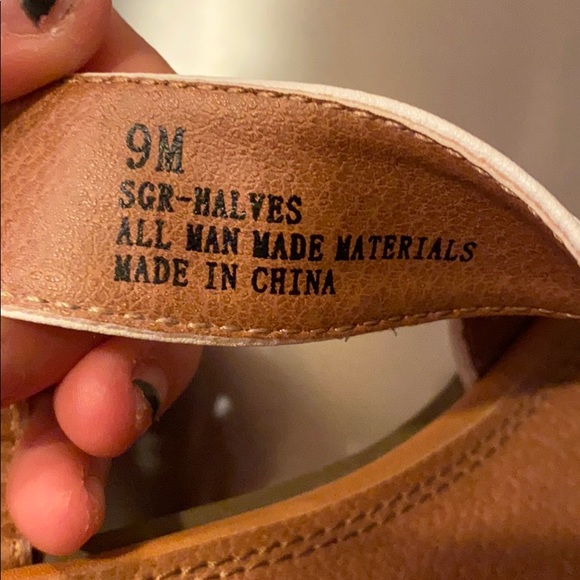 9M
SGR-HALVES
ALL MAN MADE MATERIALS
MADE IN CHINA